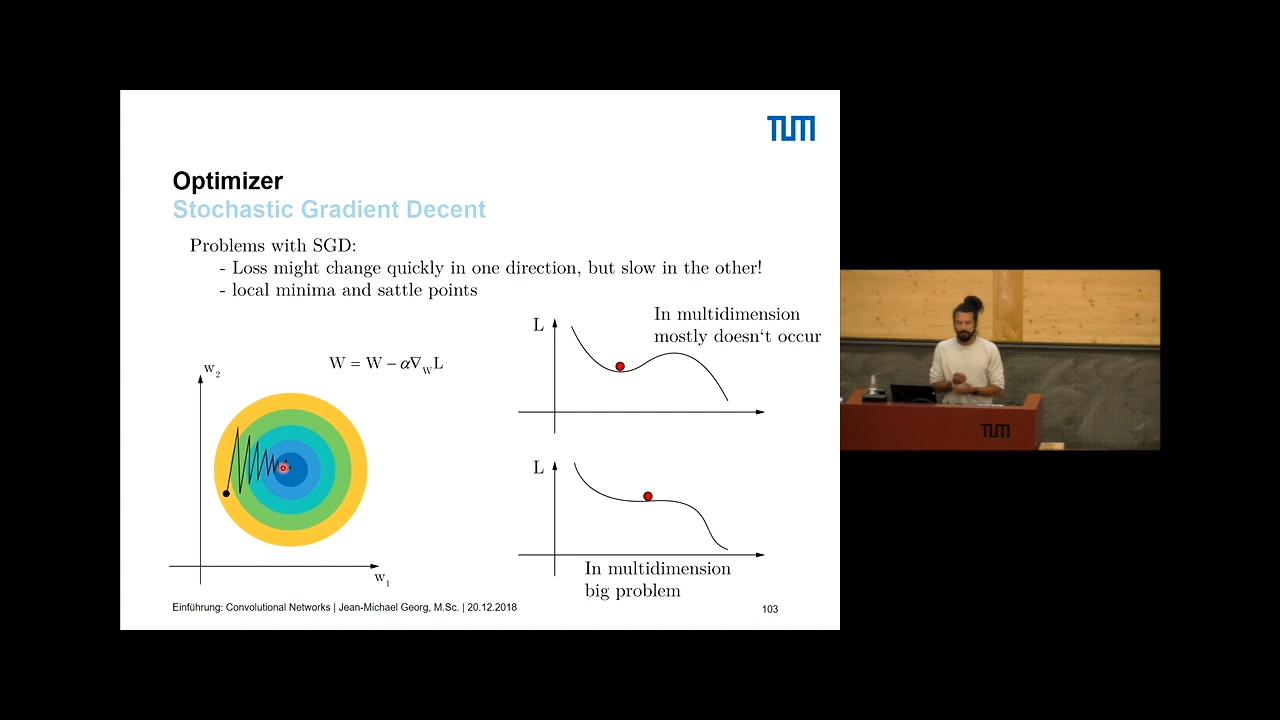 TUM
Optimizer
Stochastic Gradient Decent
Problems with SGD:
- Loss might change quickly in one direction, but slow in the other!
- local minima and sattle points
W = W − α∇_W L
w_2
w_1
L
In multidimension
mostly doesn‘t occur
L
In multidimension
big problem
Einführung: Convolutional Networks | Jean-Michael Georg, M.Sc. | 20.12.2018
103
TUM